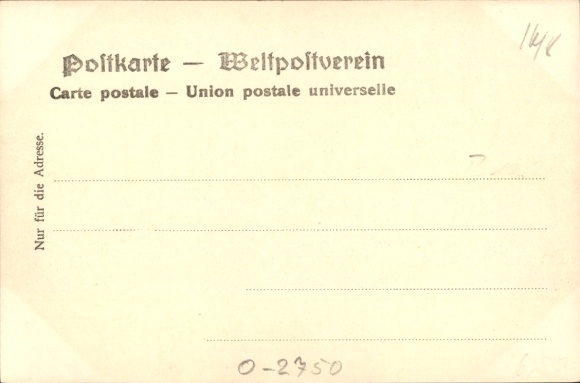 Postkarte — Weltpostverein
Carte postale — Union postale universelle
Nur für die Adresse.
0-2750